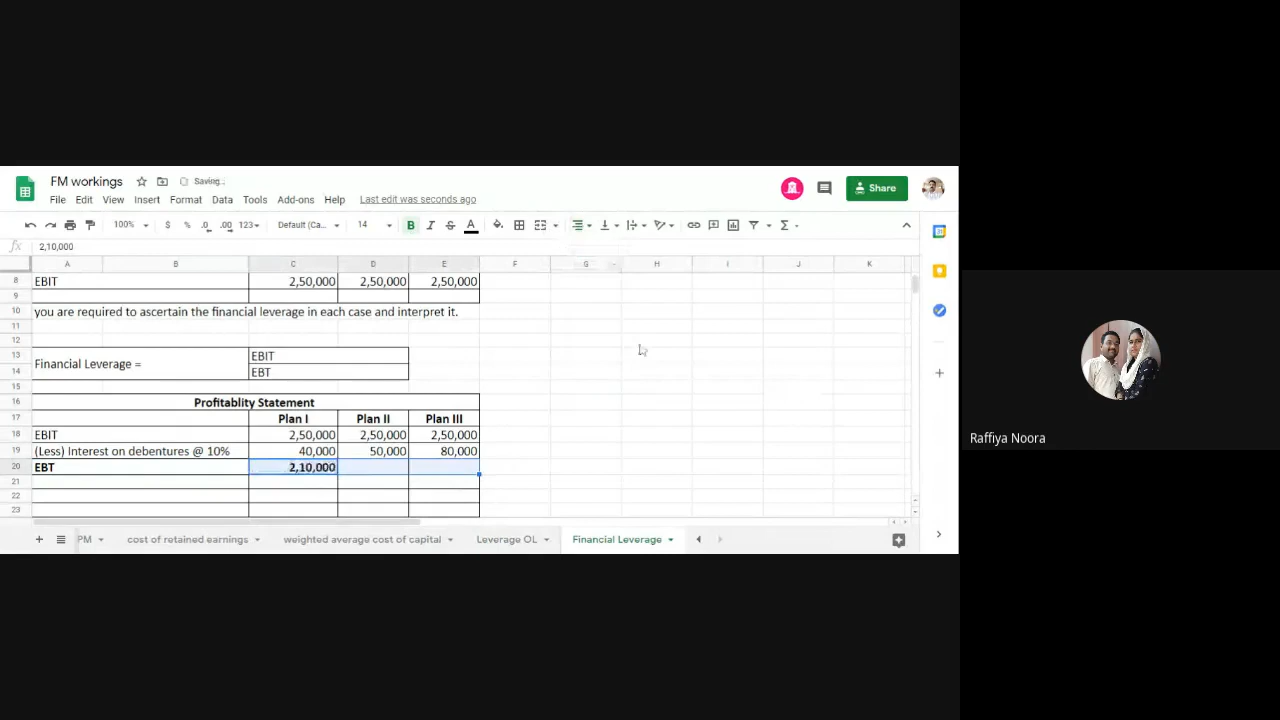 FM workings
Saving...
File Edit View Insert Format Data Tools Add-ons Help Last edit was seconds ago
Share
100% $ % .0 .00 123 Default (Ca... 14 B I S A
fx 2,10,000
A B C D E F G H I J K
8 EBIT 2,50,000 2,50,000 2,50,000
9
10 you are required to ascertain the financial leverage in each case and interpret it.
11
12
13 Financial Leverage = EBIT
14 EBT
15
16 Profitablity Statement
17 Plan I Plan II Plan III
18 EBIT 2,50,000 2,50,000 2,50,000
19 (Less) Interest on debentures @ 10% 40,000 50,000 80,000
20 EBT 2,10,000
21
22
23
PM cost of retained earnings weighted average cost of capital Leverage OL Financial Leverage
Raffiya Noora